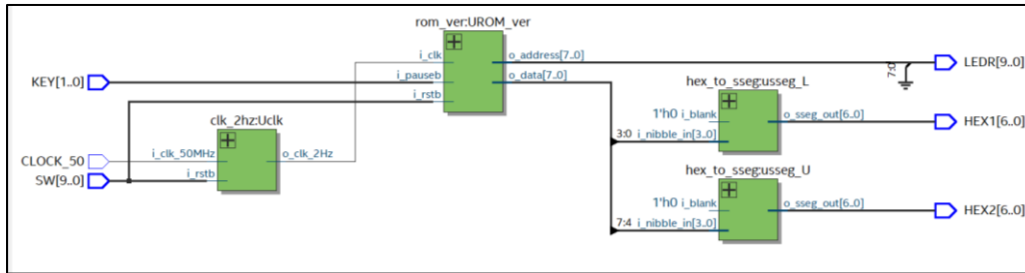 rom_ver:UROM_ver
i_clk
o_address[7..0]
KEY[1..0]
i_pauseb
o_data[7..0]
i_rstb
7:0
LEDR[9..0]
hex_to_sseg:usseg_L
1'h0 i_blank
o_sseg_out[6..0]
HEX1[6..0]
3:0 i_nibble_in[3..0]
clk_2hz:Uclk
CLOCK_50
i_clk_50MHz
o_clk_2Hz
SW[9..0]
i_rstb
hex_to_sseg:usseg_U
1'h0 i_blank
o_sseg_out[6..0]
HEX2[6..0]
7:4 i_nibble_in[3..0]